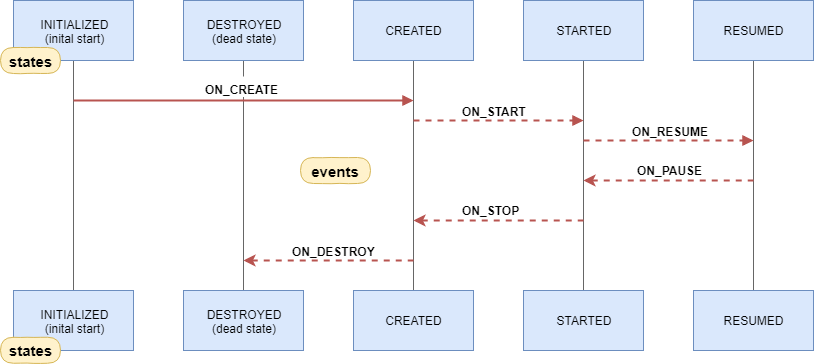 INITIALIZED
(inital start)
DESTROYED
(dead state)
CREATED
STARTED
RESUMED
states
ON_CREATE
ON_START
ON_RESUME
events
ON_PAUSE
ON_STOP
ON_DESTROY
INITIALIZED
(inital start)
DESTROYED
(dead state)
CREATED
STARTED
RESUMED
states